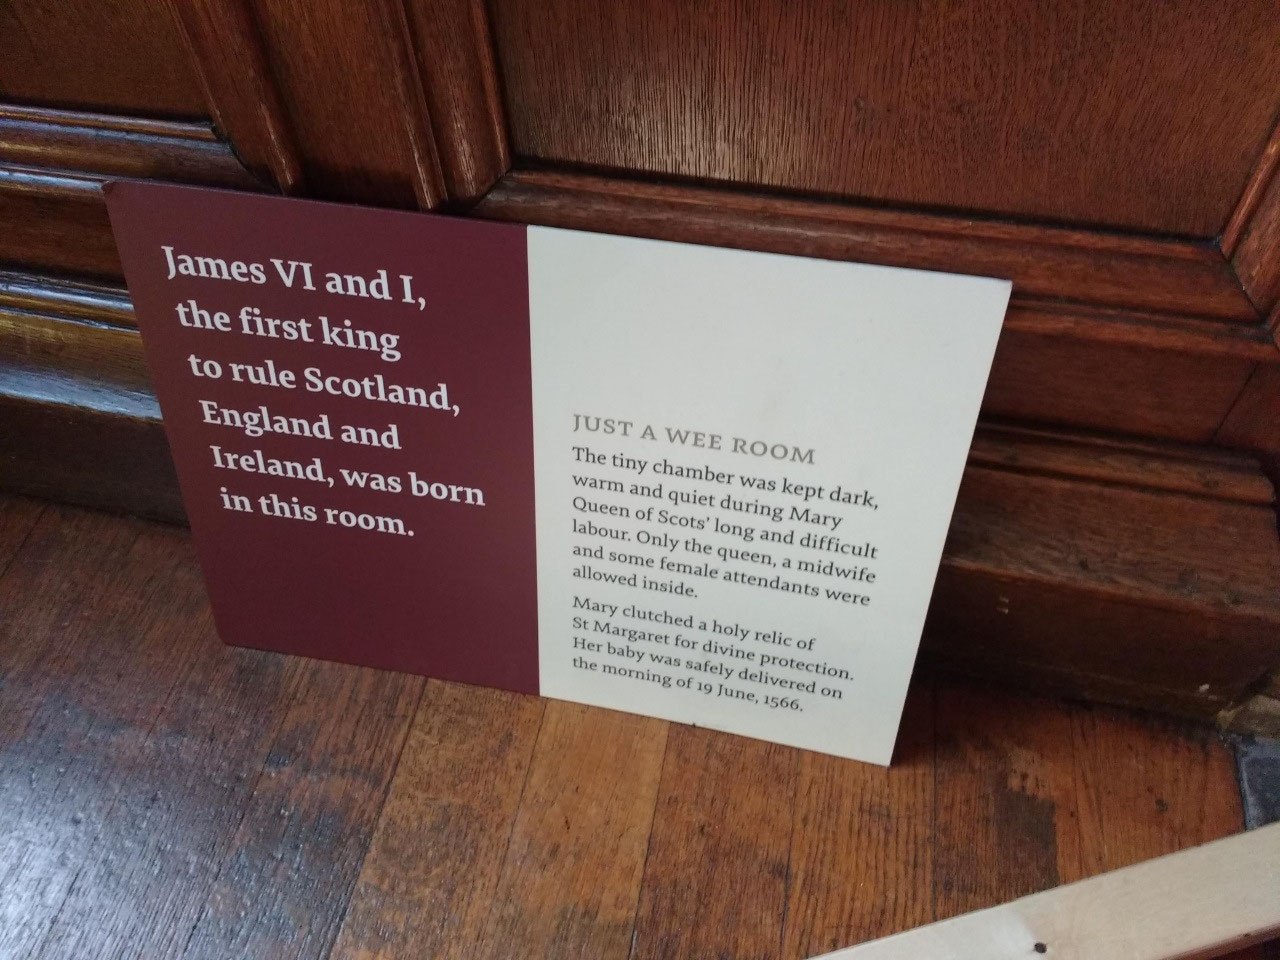 James VI and I,
the first king
to rule Scotland,
England and
Ireland, was born
in this room.
JUST A WEE ROOM
The tiny chamber was kept dark,
warm and quiet during Mary
Queen of Scots' long and difficult
labour. Only the queen, a midwife
and some female attendants were
allowed inside.
Mary clutched a holy relic of
St Margaret for divine protection.
Her baby was safely delivered on
the morning of 19 June, 1566.